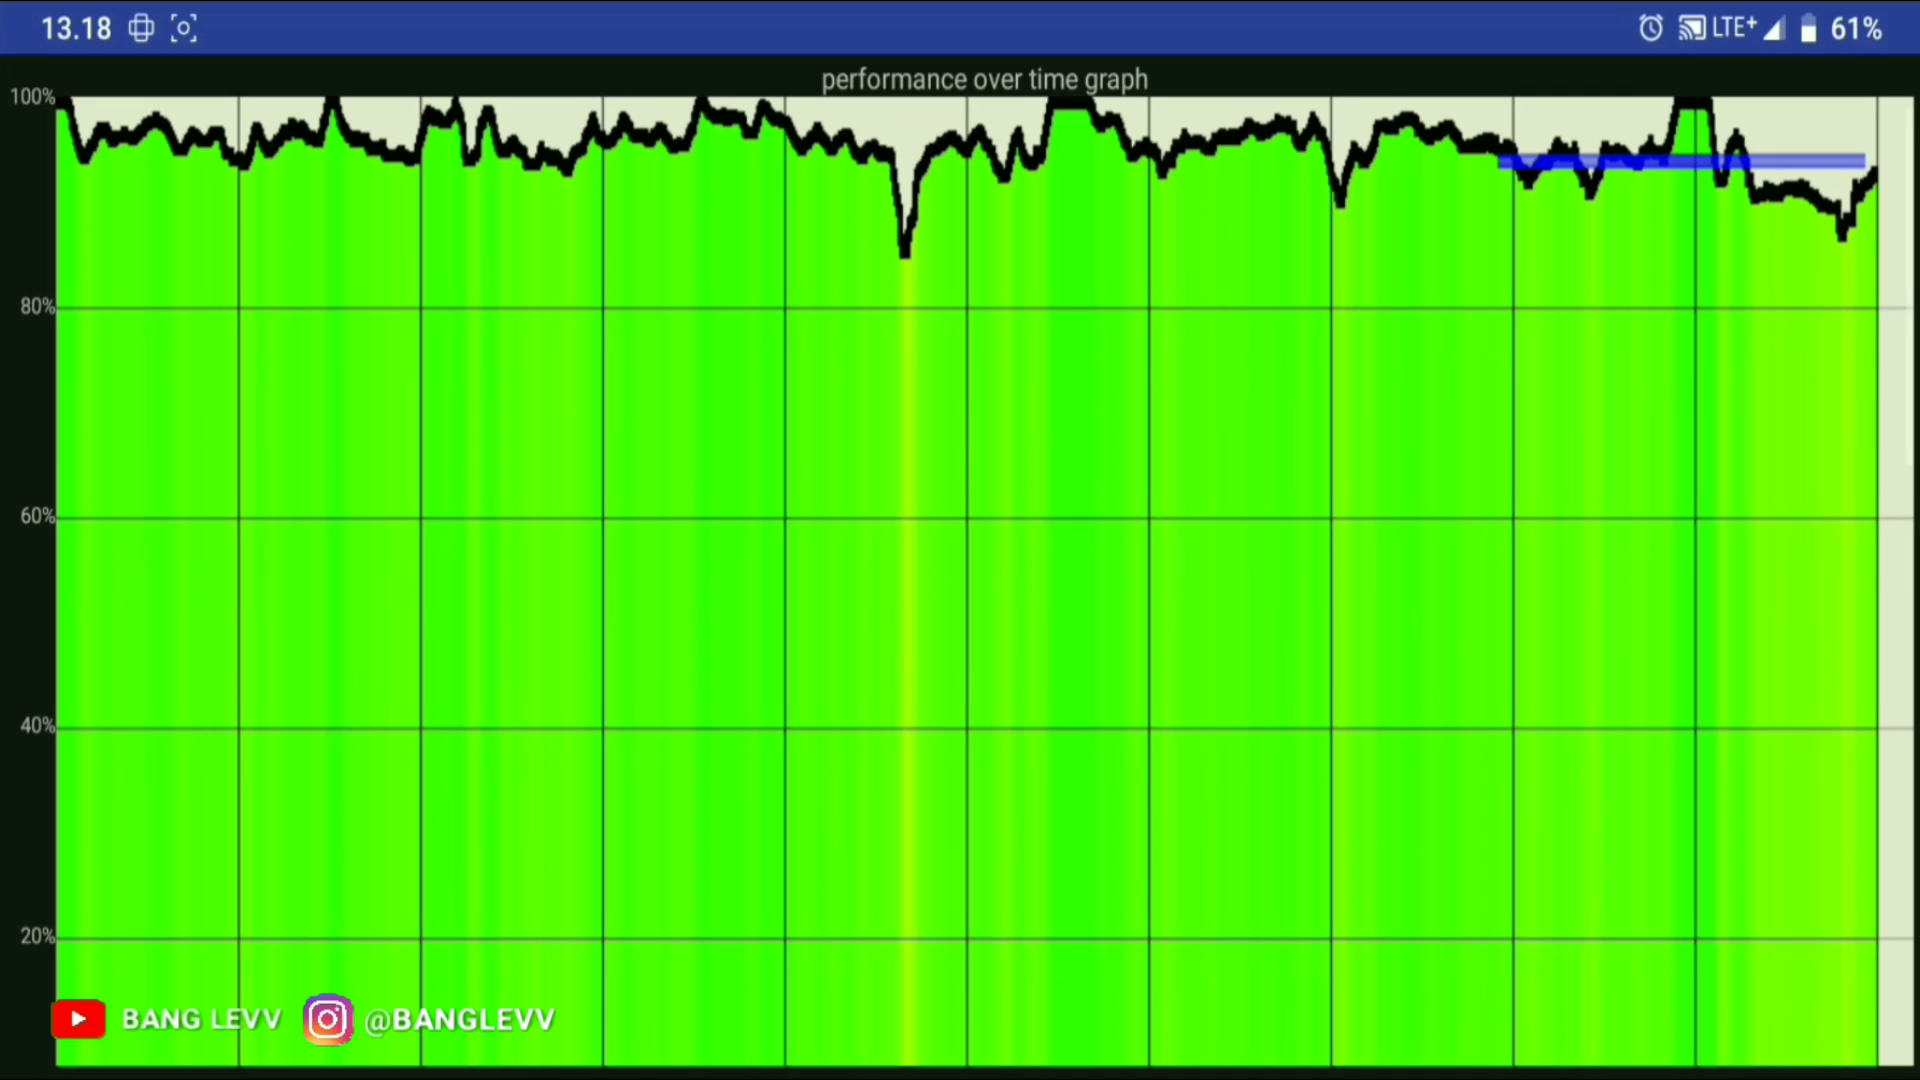 13.18 LTE+ 61%
performance over time graph
100%
80%
60%
40%
20%
BANG LEVV @BANGLEVV